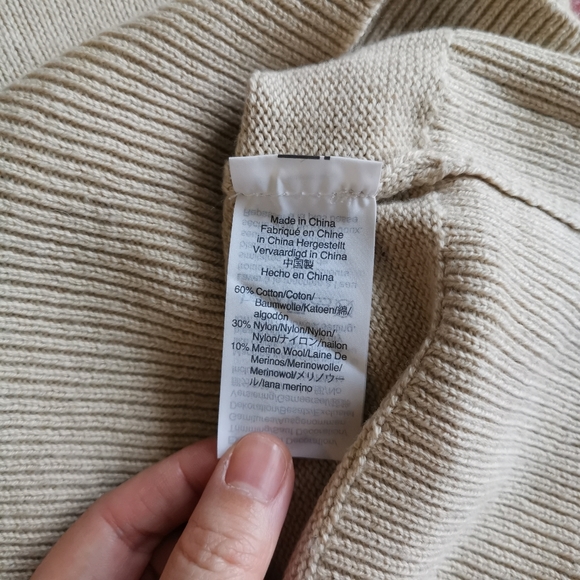 Made in China
Fabriqué en Chine
in China Hergestellt
Vervaardigd in China
中国製
Hecho en China
60% Cotton/Coton/
Baumwolle/Katoen/綿/
algodón
30% Nylon/Nylon/Nylon/
Nylon/ナイロン/nailon
10% Merino Wool/Laine De
Merinos/Merinowolle/
Merinowol/メリノウー
ル/lana merino